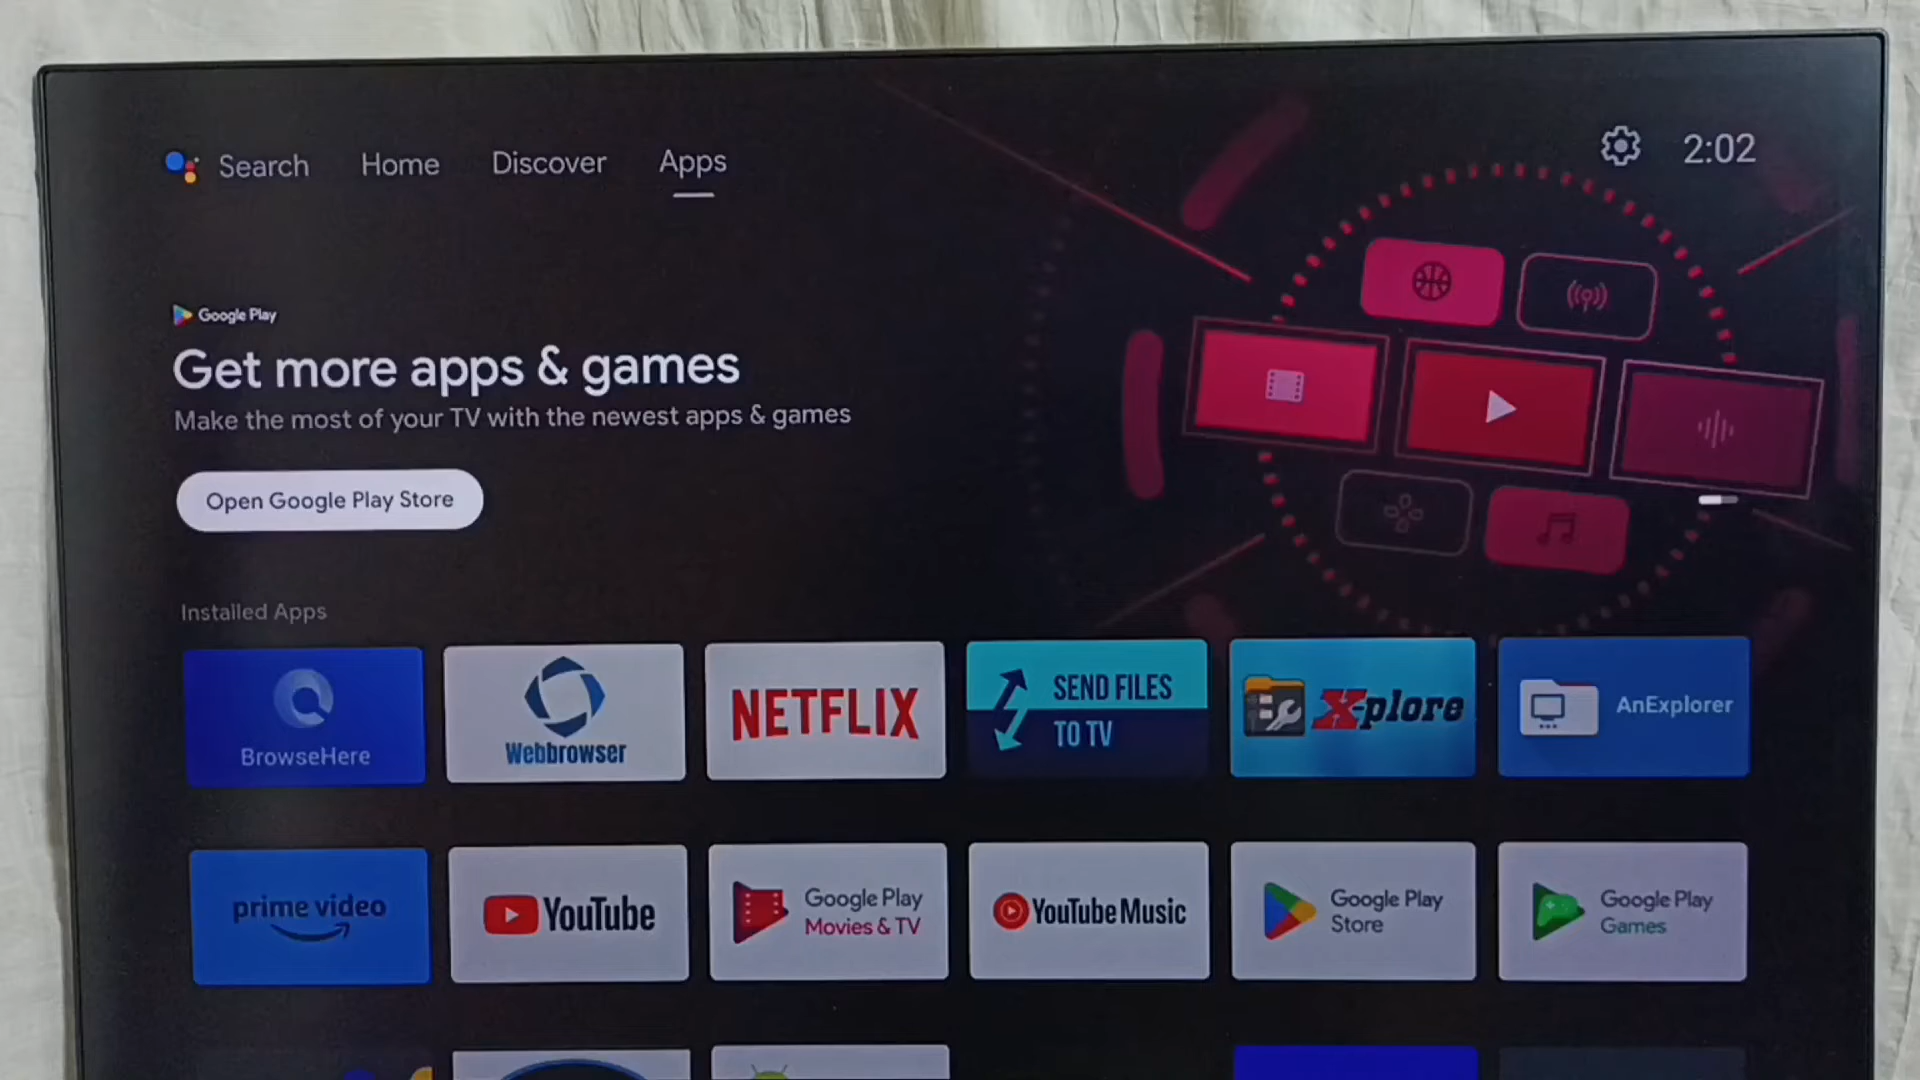 Search Home Discover Apps
2:02
Google Play
Get more apps & games
Make the most of your TV with the newest apps & games
Open Google Play Store
Installed Apps
BrowseHere
Webbrowser
NETFLIX
SEND FILES
TO TV
X-plore
AnExplorer
prime video
YouTube
Google Play
Movies & TV
YouTube Music
Google Play
Store
Google Play
Games